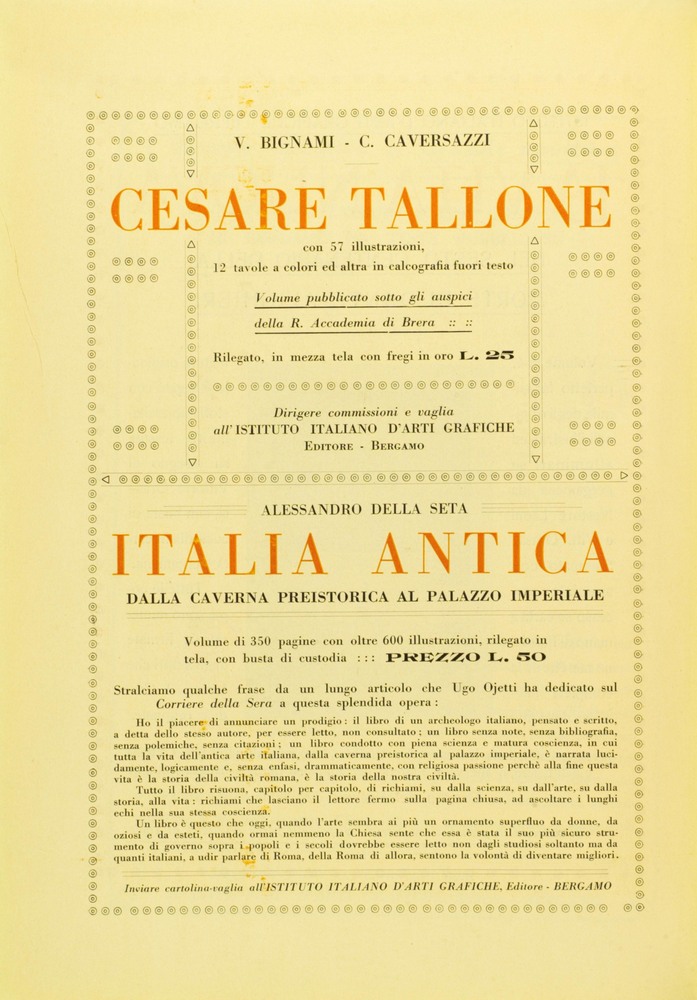 V. BIGNAMI - C. CAVERSAZZI
CESARE TALLONE
con 57 illustrazioni,
12 tavole a colori ed altra in calcografia fuori testo
Volume pubblicato sotto gli auspici
della R. Accademia di Brera :: ::
Rilegato, in mezza tela con fregi in oro L. 25
Dirigere commissioni e vaglia
all'ISTITUTO ITALIANO D'ARTI GRAFICHE
EDITORE - BERGAMO
ALESSANDRO DELLA SETA
ITALIA ANTICA
DALLA CAVERNA PREISTORICA AL PALAZZO IMPERIALE
Volume di 350 pagine con oltre 600 illustrazioni, rilegato in
tela, con busta di custodia ::: PREZZO L. 50
Stralciamo qualche frase da un lungo articolo che Ugo Ojetti ha dedicato sul
Corriere della Sera a questa splendida opera :
Ho il piacere di annunciare un prodigio : il libro di un archeologo italiano, pensato e scritto,
a detta dello stesso autore, per essere letto, non consultato ; un libro senza note, senza bibliografia,
senza polemiche, senza citazioni ; un libro condotto con piena scienza e matura coscienza, in cui
tutta la vita dell'antica arte italiana, dalla caverna preistorica al palazzo imperiale, è narrata luci-
damente, logicamente e, senza enfasi, drammaticamente, con religiosa passione perchè alla fine questa
vita è la storia della civiltà romana, è la storia della nostra civiltà.
Tutto il libro risuona, capitolo per capitolo, di richiami, su dalla scienza, su dall'arte, su dalla
storia, alla vita : richiami che lasciano il lettore fermo sulla pagina chiusa, ad ascoltare i lunghi
echi nella sua stessa coscienza.
Un libro è questo che oggi, quando l'arte sembra ai più un ornamento superfluo da donne, da
oziosi e da esteti, quando ormai nemmeno la Chiesa sente che essa è stata il suo più sicuro stru-
mento di governo sopra i popoli e i secoli dovrebbe essere letto non dagli studiosi soltanto ma da
quanti italiani, a udir parlare di Roma, della Roma di allora, sentono la volontà di diventare migliori.
Inviare cartolina-vaglia all'ISTITUTO ITALIANO D'ARTI GRAFICHE, Editore - BERGAMO